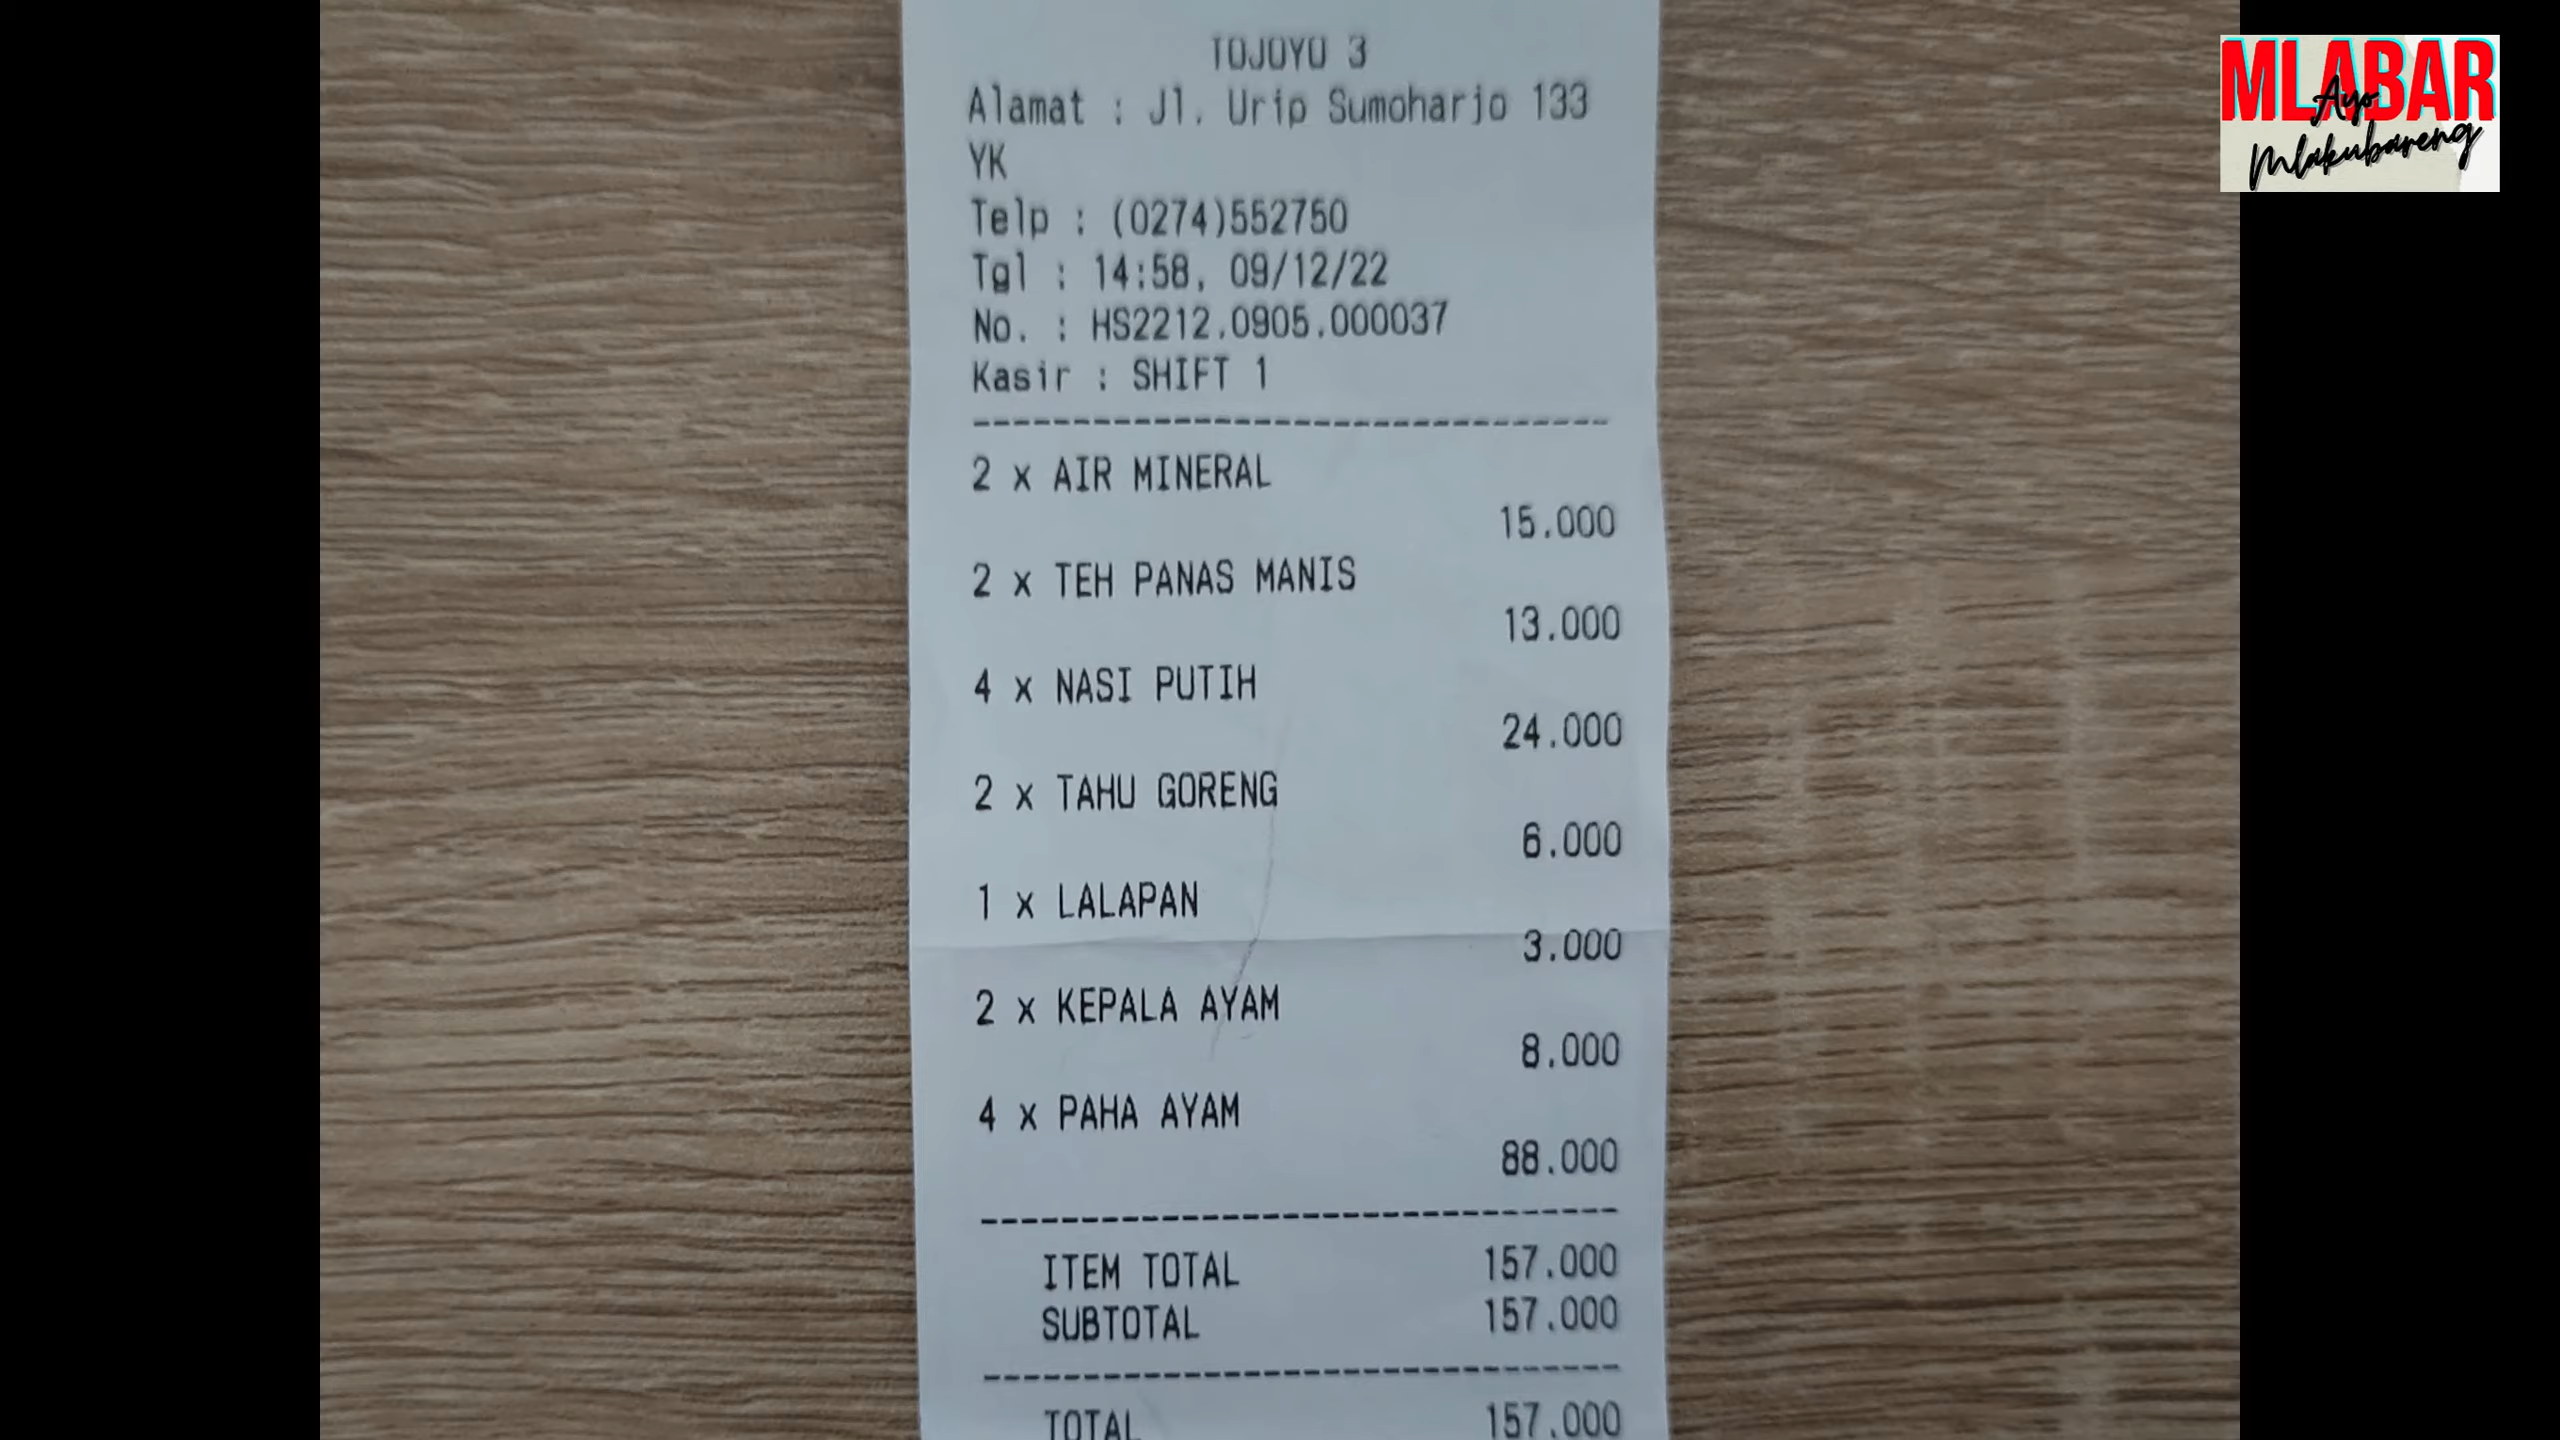 TOJOYO 3
Alamat : Jl. Urip Sumoharjo 133
YK
Telp : (0274)552750
Tgl : 14:58, 09/12/22
No. : HS2212.0905.000037
Kasir : SHIFT 1
2 x AIR MINERAL
15.000
2 x TEH PANAS MANIS
13.000
4 x NASI PUTIH
24.000
2 x TAHU GORENG
6.000
1 x LALAPAN
3.000
2 x KEPALA AYAM
8.000
4 x PAHA AYAM
88.000
ITEM TOTAL 157.000
SUBTOTAL 157.000
TOTAL 157.000
MLABAR
Ayo
Mlakubareng